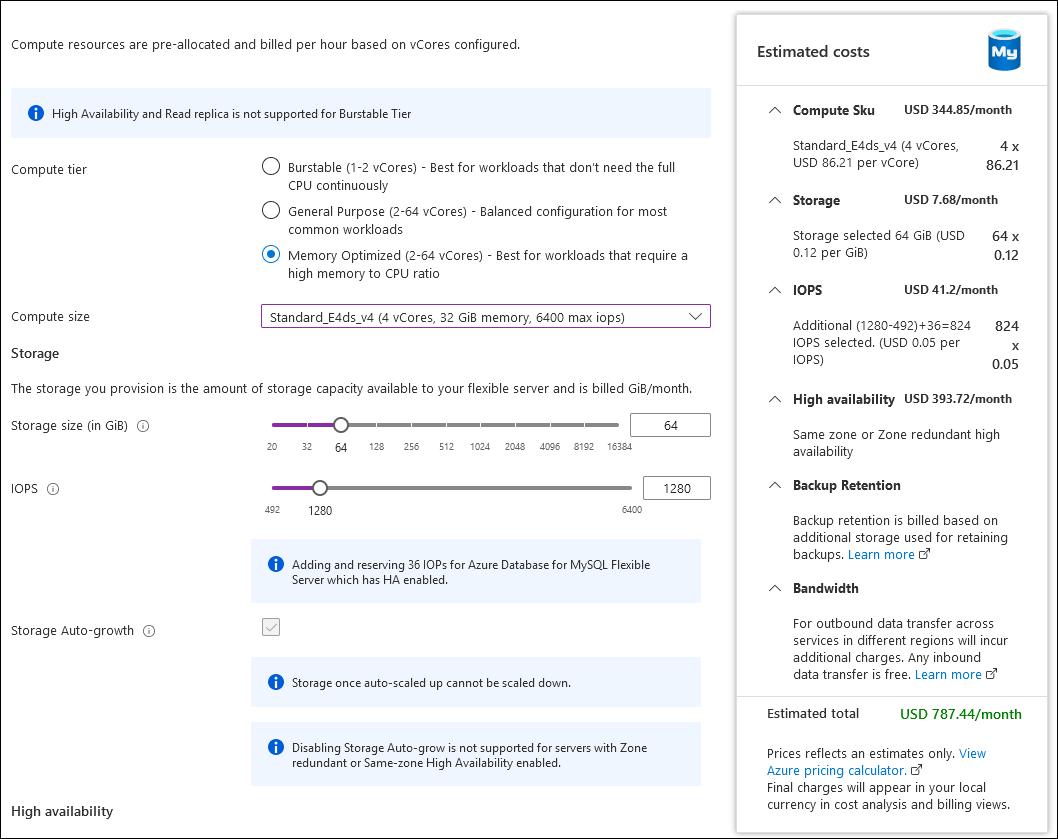 Compute resources are pre-allocated and billed per hour based on vCores configured.
High Availability and Read replica is not supported for Burstable Tier
Compute tier
Burstable (1-2 vCores) - Best for workloads that don't need the full
CPU continuously
General Purpose (2-64 vCores) - Balanced configuration for most
common workloads
Memory Optimized (2-64 vCores) - Best for workloads that require a
high memory to CPU ratio
Compute size
Standard_E4ds_v4 (4 vCores, 32 GiB memory, 6400 max iops)
Storage
The storage you provision is the amount of storage capacity available to your flexible server and is billed GiB/month.
Storage size (in GiB)
64
20 32 64 128 256 512 1024 2048 4096 8192 16384
IOPS
1280
492 1280 6400
Adding and reserving 36 IOPs for Azure Database for MySQL Flexible
Server which has HA enabled.
Storage Auto-growth
Storage once auto-scaled up cannot be scaled down.
Disabling Storage Auto-grow is not supported for servers with Zone
redundant or Same-zone High Availability enabled.
High availability
Estimated costs
My
Compute Sku USD 344.85/month
Standard_E4ds_v4 (4 vCores, 4 x
USD 86.21 per vCore) 86.21
Storage USD 7.68/month
Storage selected 64 GiB (USD 64 x
0.12 per GiB) 0.12
IOPS USD 41.2/month
Additional (1280-492)+36=824 824
IOPS selected. (USD 0.05 per x
IOPS) 0.05
High availability USD 393.72/month
Same zone or Zone redundant high
availability
Backup Retention
Backup retention is billed based on
additional storage used for retaining
backups. Learn more
Bandwidth
For outbound data transfer across
services in different regions will incur
additional charges. Any inbound
data transfer is free. Learn more
Estimated total USD 787.44/month
Prices reflects an estimates only. View
Azure pricing calculator.
Final charges will appear in your local
currency in cost analysis and billing views.